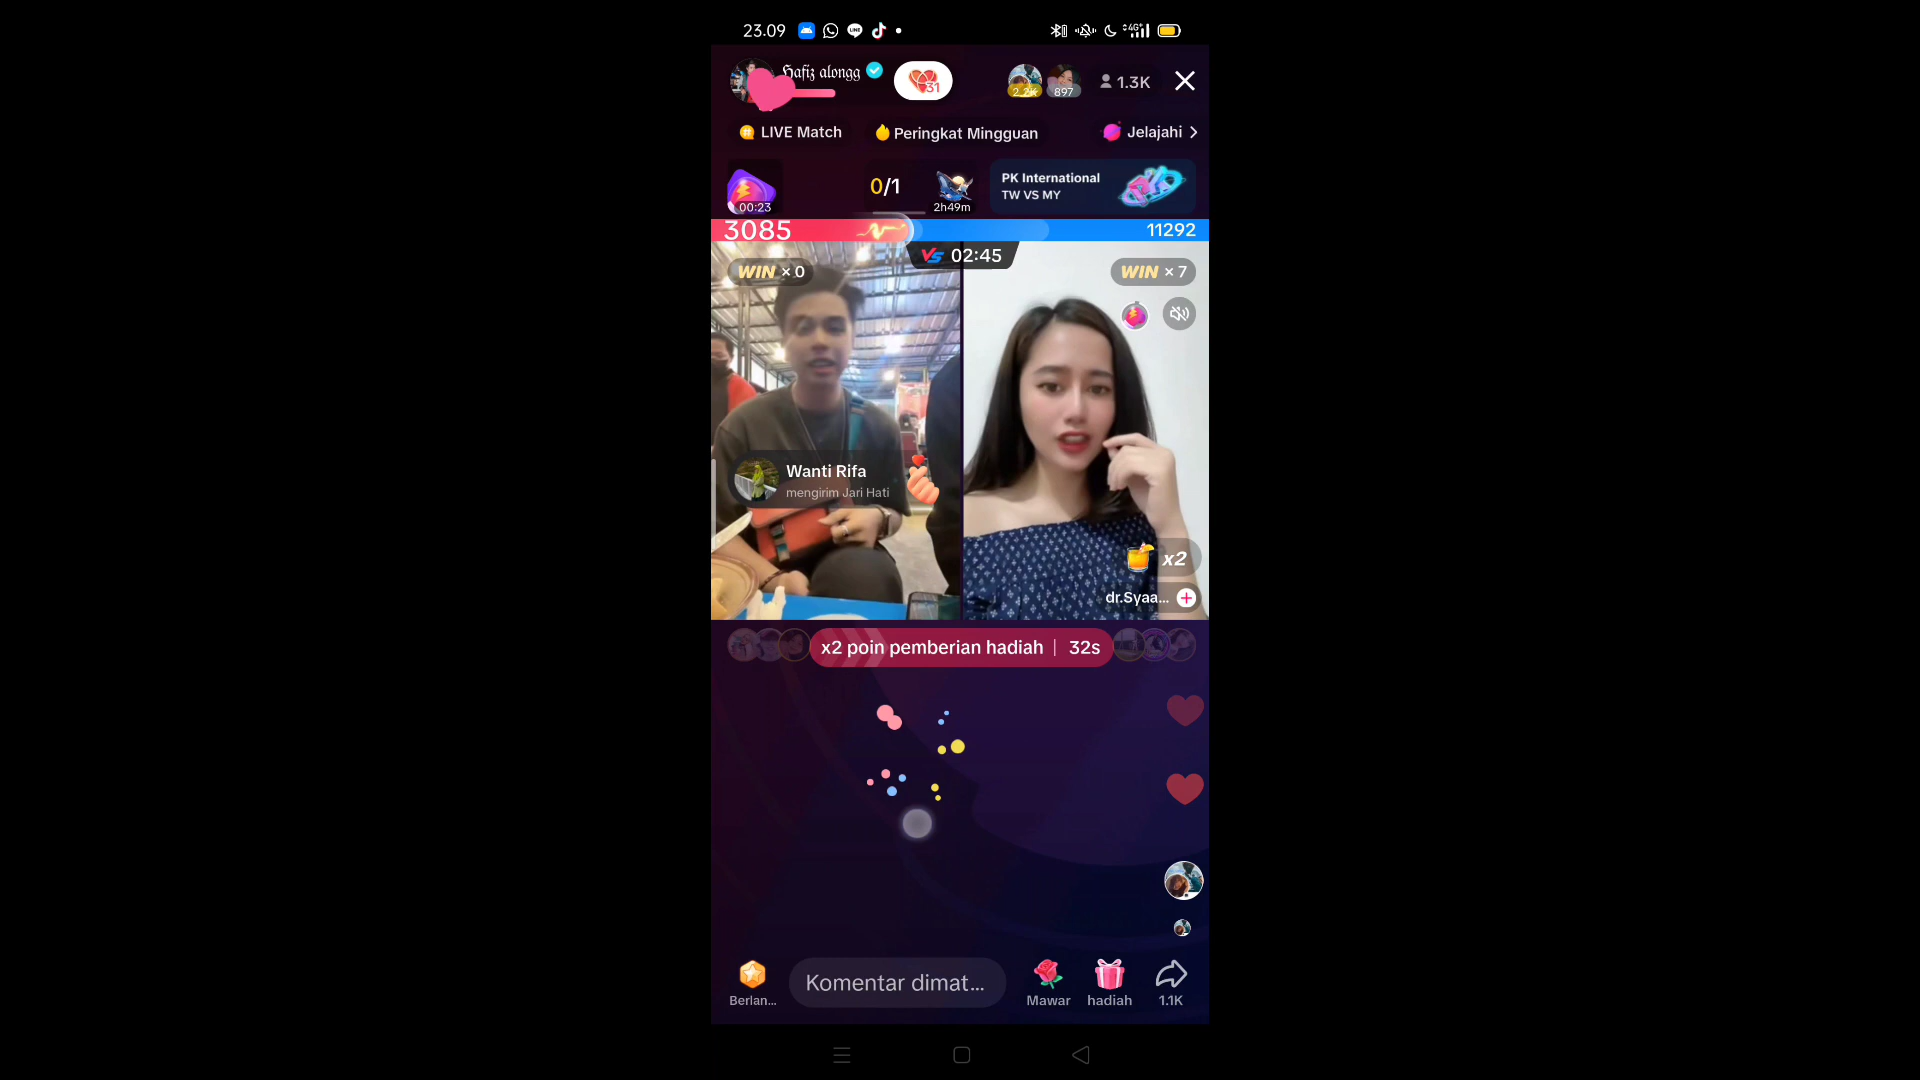 23.09
4G+
Hafiz alongg
31
2.2K
897
1.3K
LIVE Match
Peringkat Mingguan
Jelajahi
00:23
0/1
2h49m
PK International
TW VS MY
3085
11292
VS 02:45
WIN × 0
WIN × 7
Wanti Rifa
mengirim Jari Hati
x2
dr.Syaa...
x2 poin pemberian hadiah | 32s
Berlan...
Komentar dimat...
Mawar
hadiah
1.1K